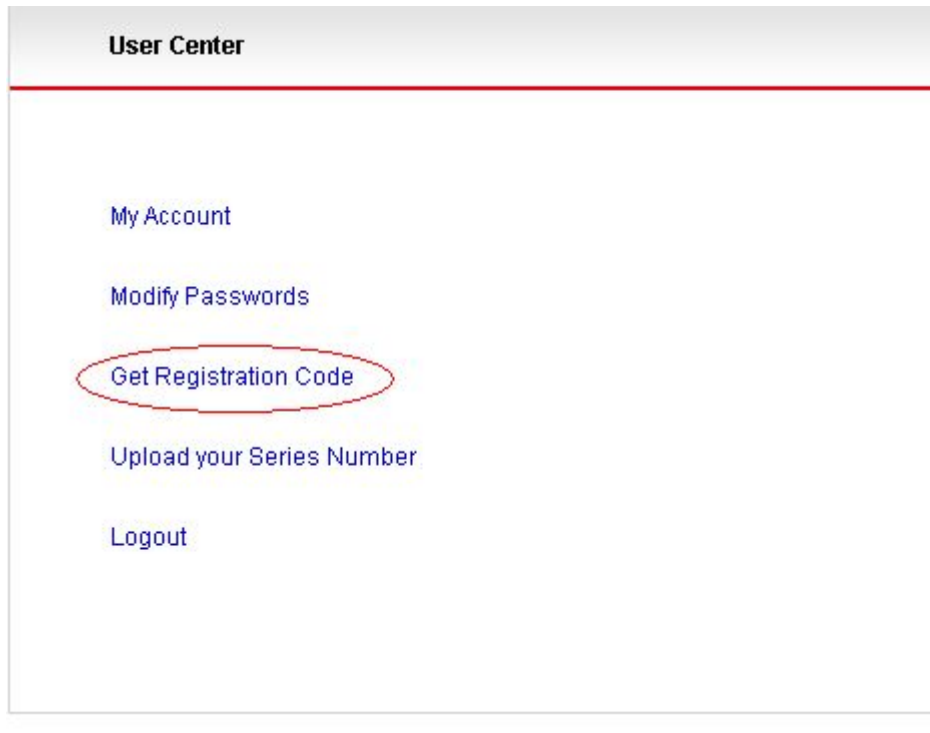 User Center
My Account
Modify Passwords
Get Registration Code
Upload your Series Number
Logout